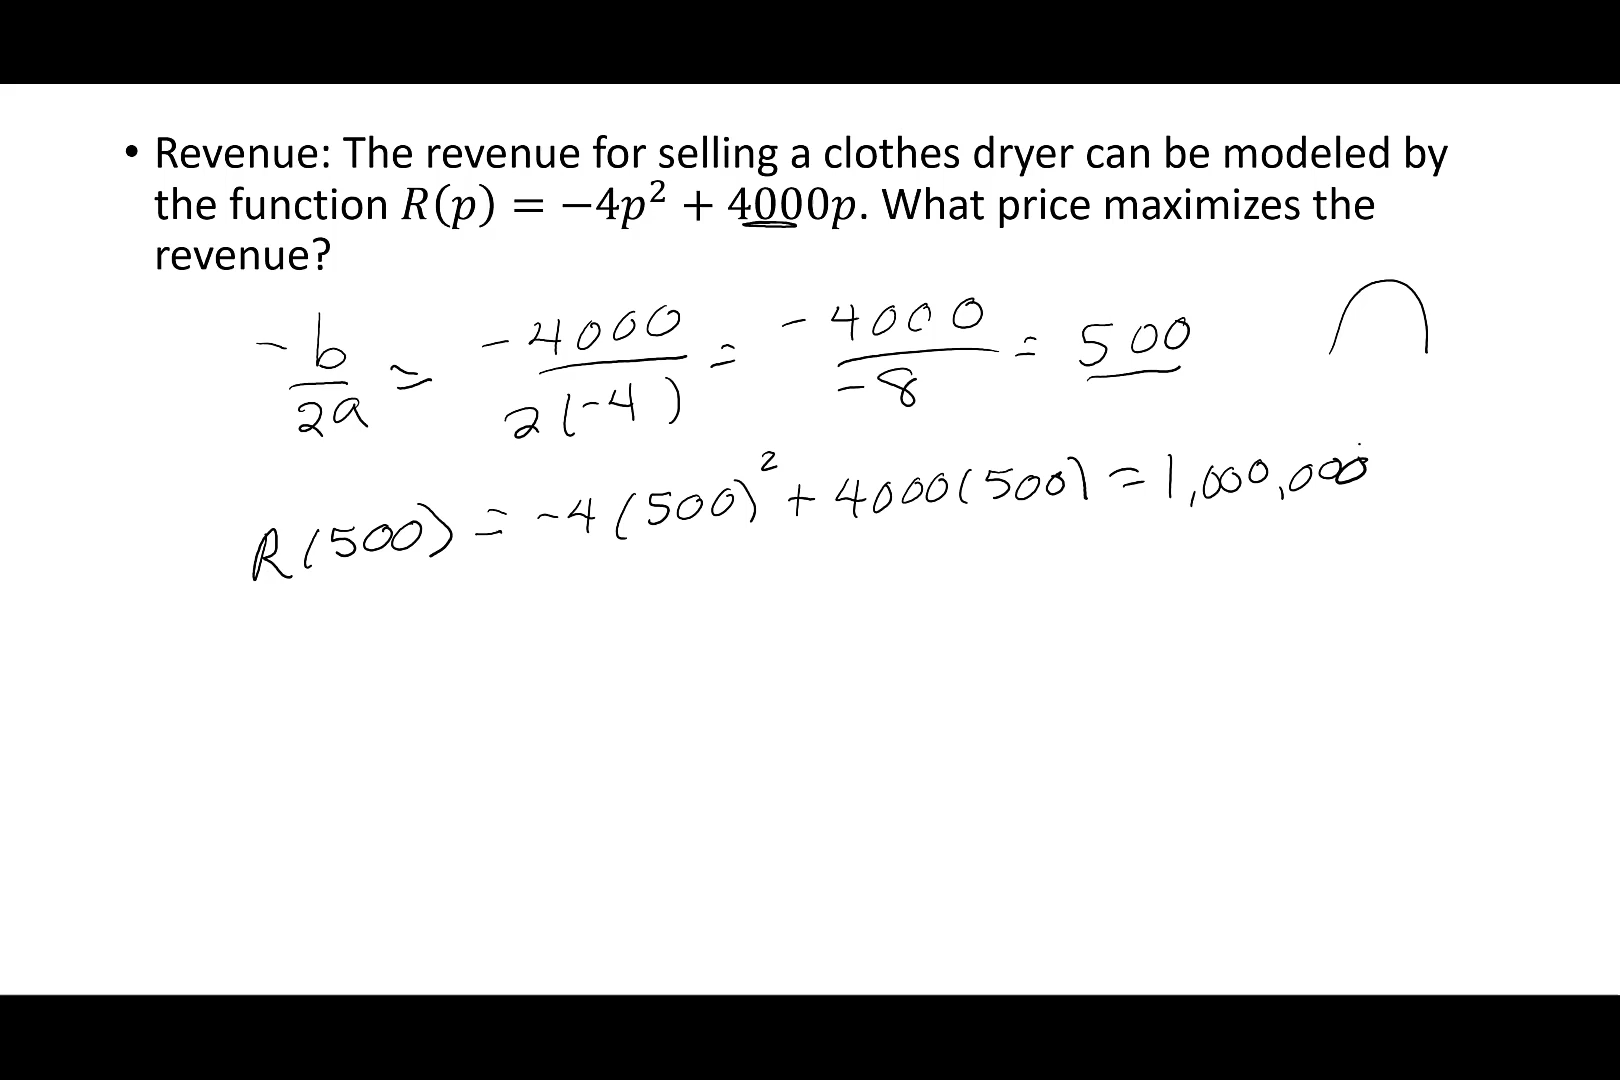 • Revenue: The revenue for selling a clothes dryer can be modeled by
the function R(p) = −4p² + 4000p. What price maximizes the
revenue?
-b/2a = -4000/2(-4) = -4000/-8 = 500
R(500) = -4(500)² + 4000(500) = 1,000,000